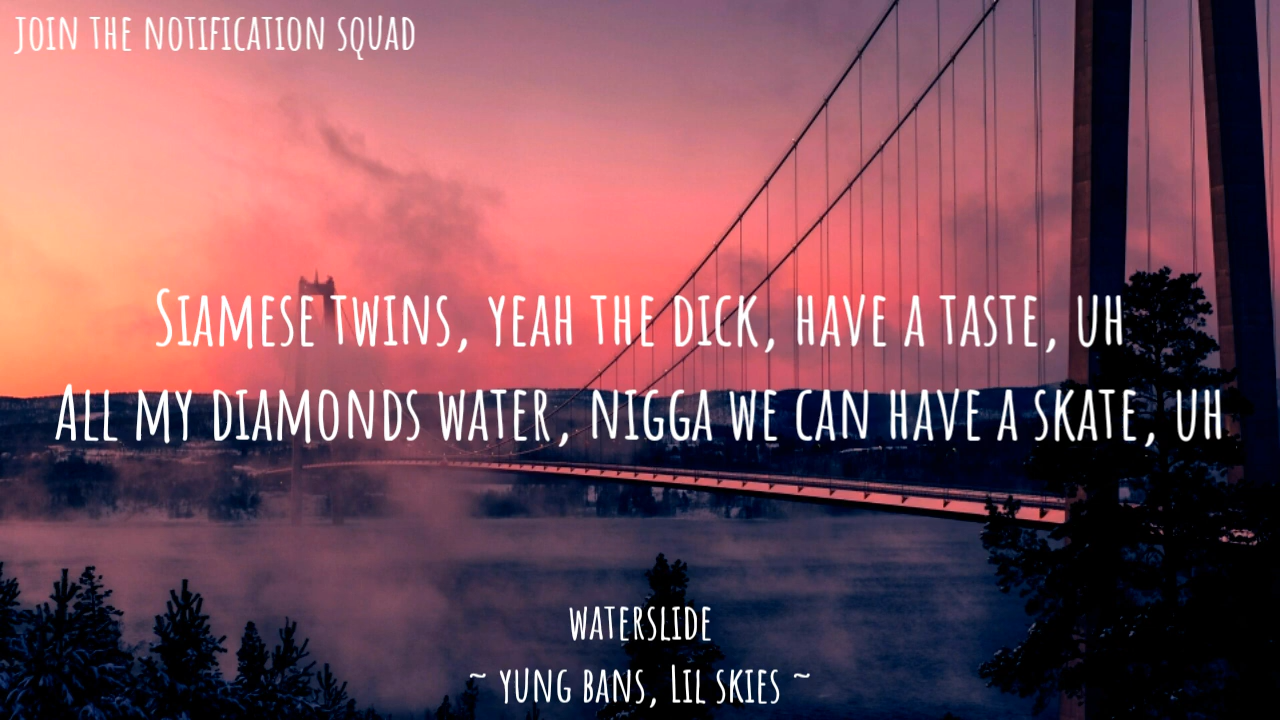 JOIN THE NOTIFICATION SQUAD
SIAMESE TWINS, YEAH THE DICK, HAVE A TASTE, UH
ALL MY DIAMONDS WATER, NIGGA WE CAN HAVE A SKATE, UH
WATERSLIDE
~ YUNG BANS, LIL SKIES ~